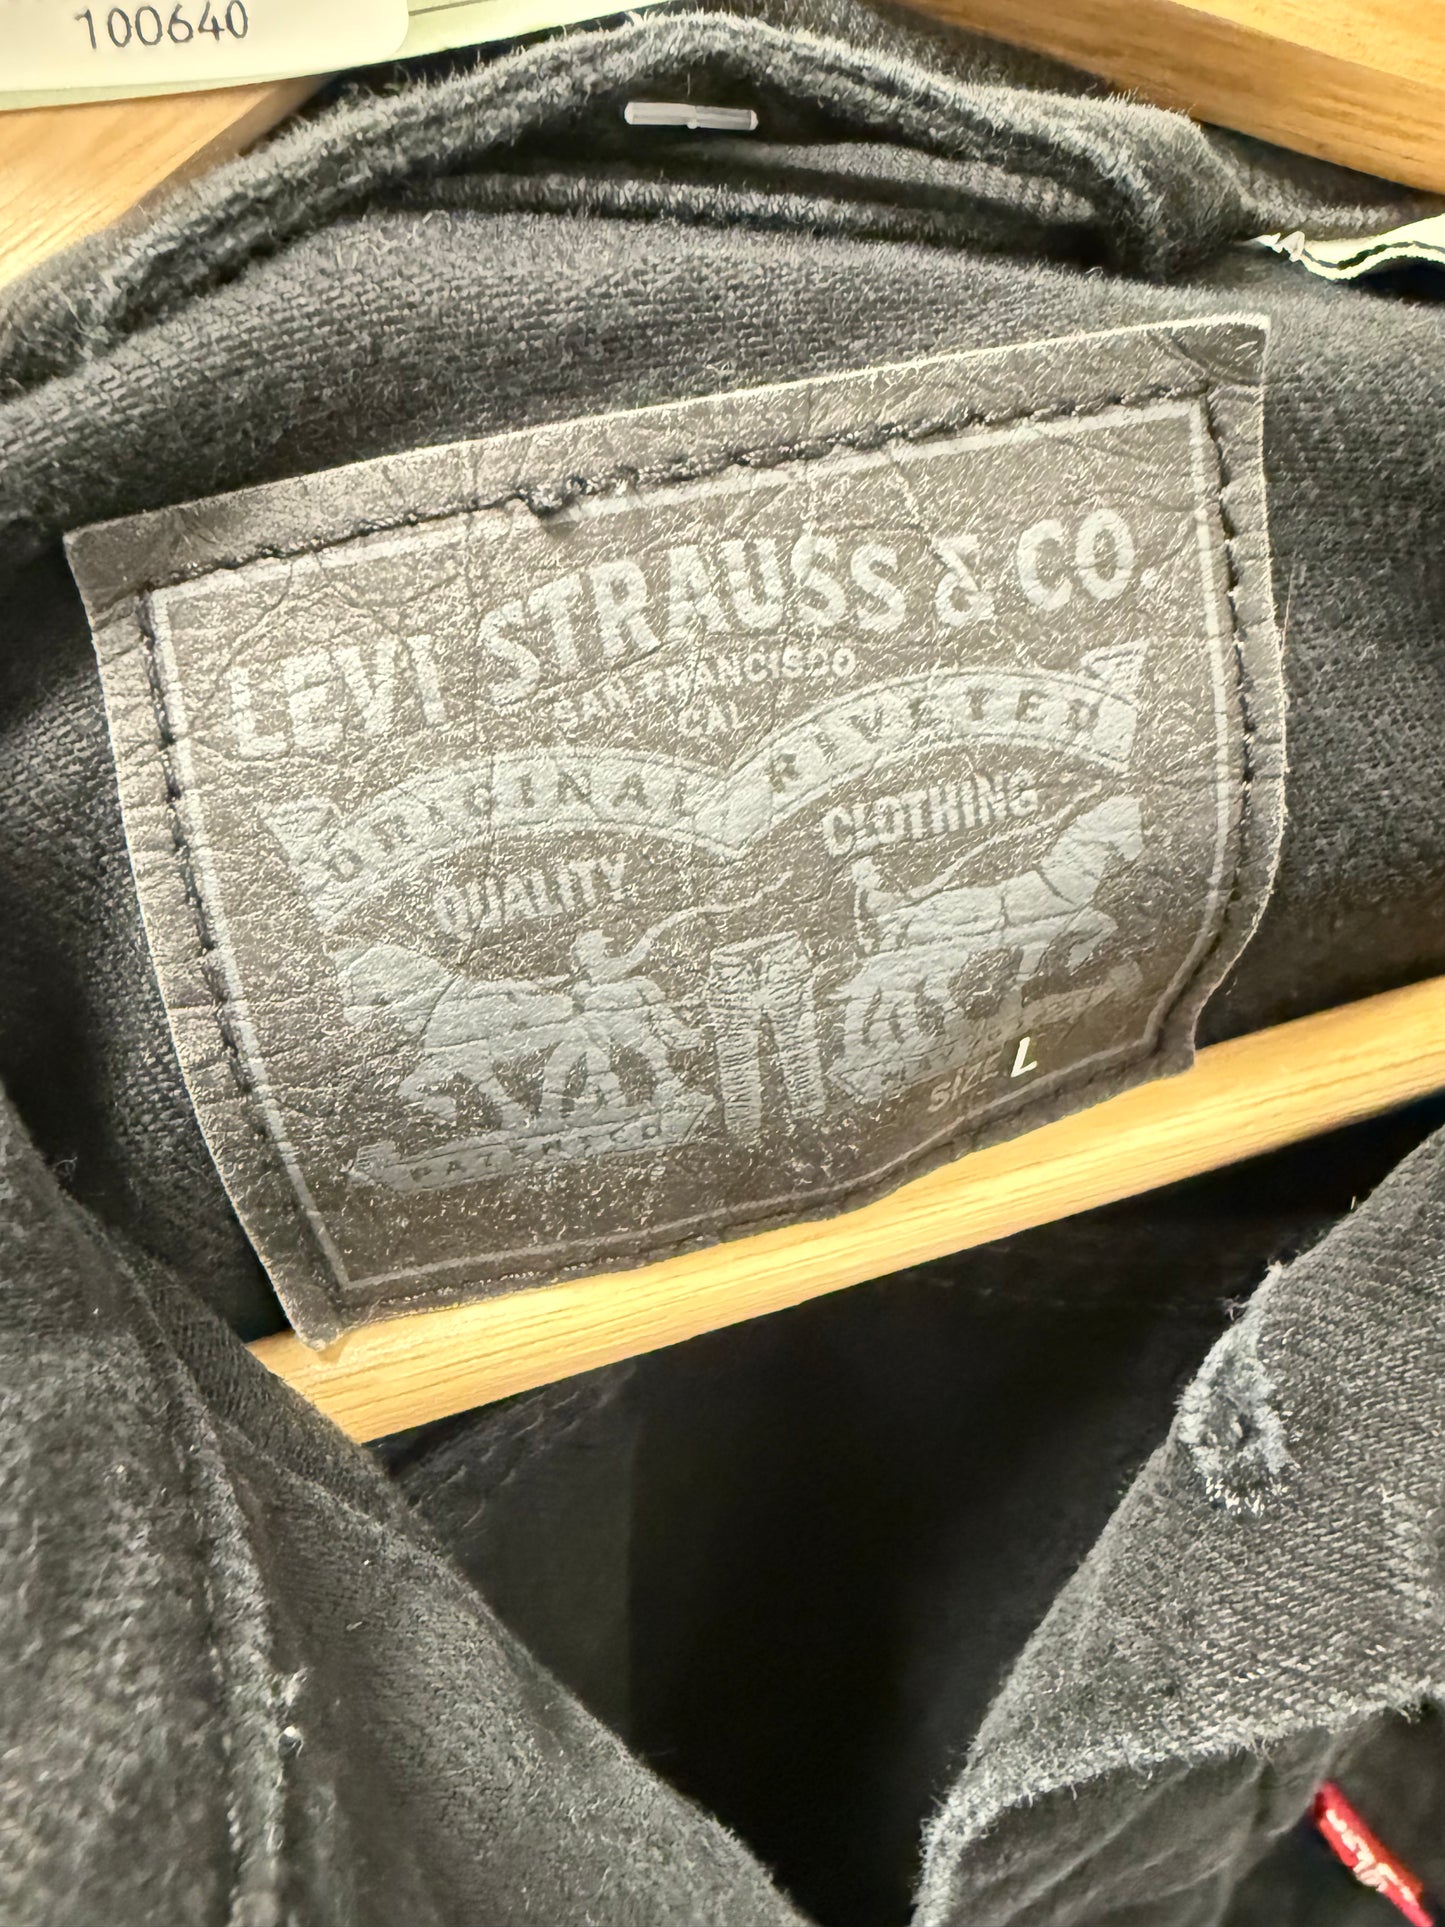 100640
LEVI STRAUSS & CO.
SAN FRANCISCO
CAL
ORIGINAL RIVETED
QUALITY CLOTHING
PATENTED
SIZE L